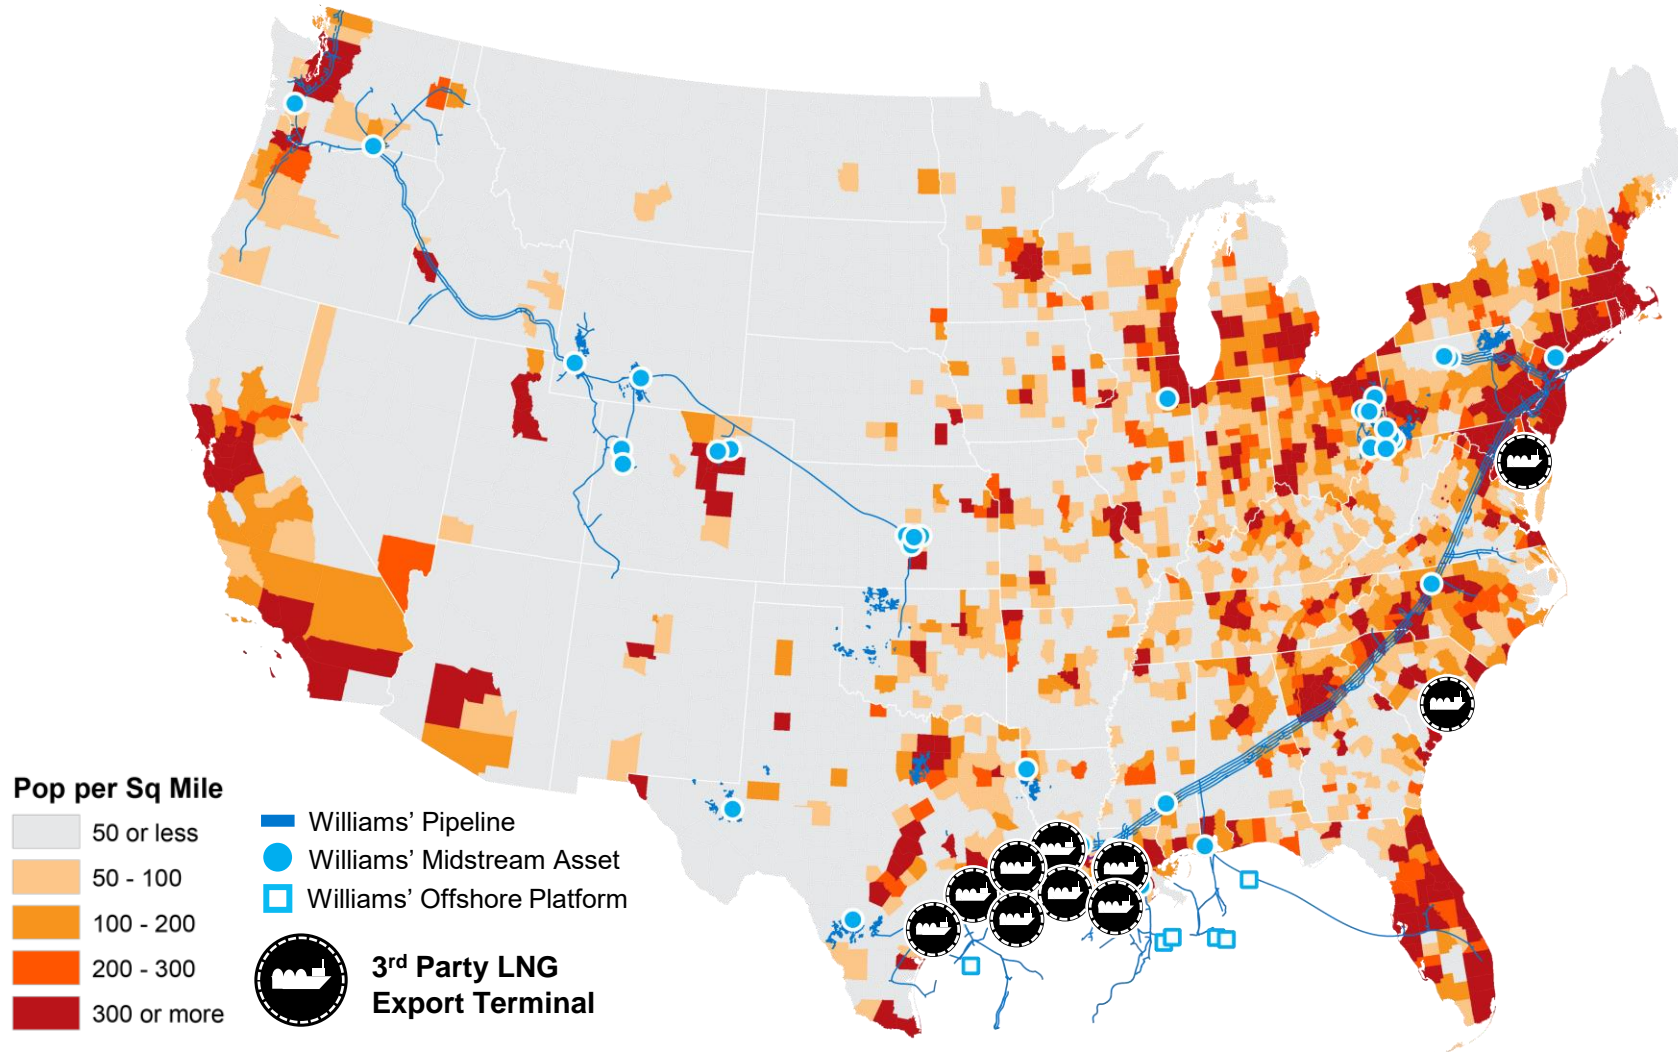 Pop per Sq Mile
50 or less
50 - 100
100 - 200
200 - 300
300 or more
Williams’ Pipeline
Williams’ Midstream Asset
Williams’ Offshore Platform
3rd Party LNG
Export Terminal